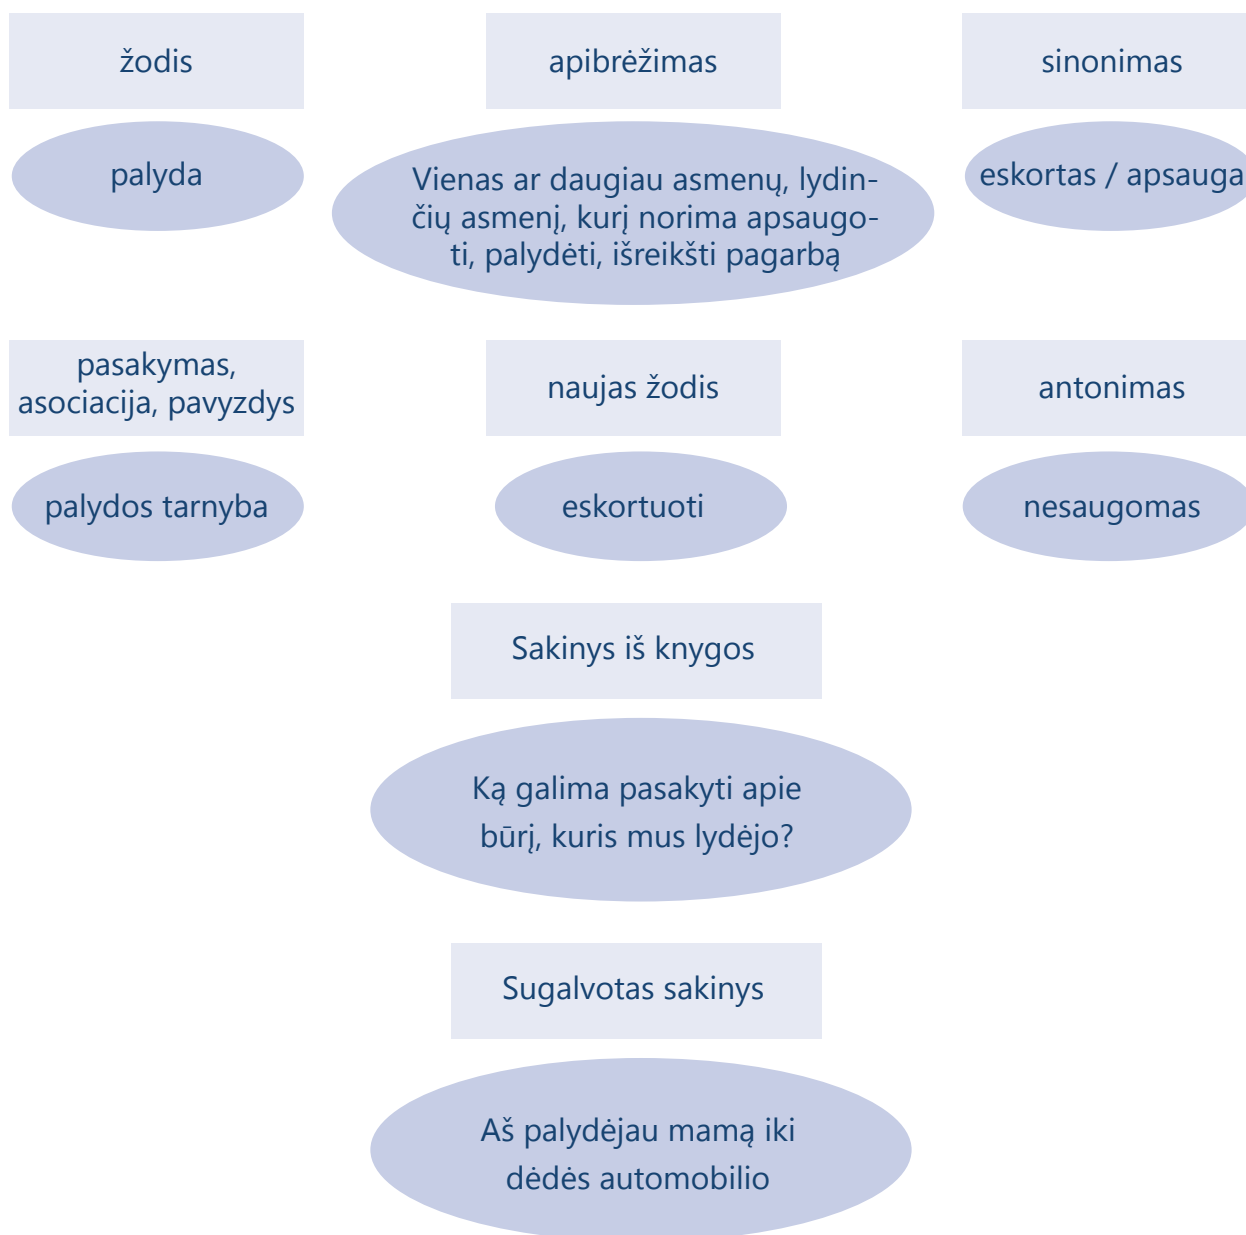 žodis
apibrėžimas
sinonimas
palyda
Vienas ar daugiau asmenų, lydin-
čių asmenį, kurį norima apsaugo-
ti, palydėti, išreikšti pagarbą
eskortas / apsauga
pasakymas,
asociacija, pavyzdys
naujas žodis
antonimas
palydos tarnyba
eskortuoti
nesaugomas
Sakinys iš knygos
Ką galima pasakyti apie
būrį, kuris mus lydėjo?
Sugalvotas sakinys
Aš palydėjau mamą iki
dėdės automobilio